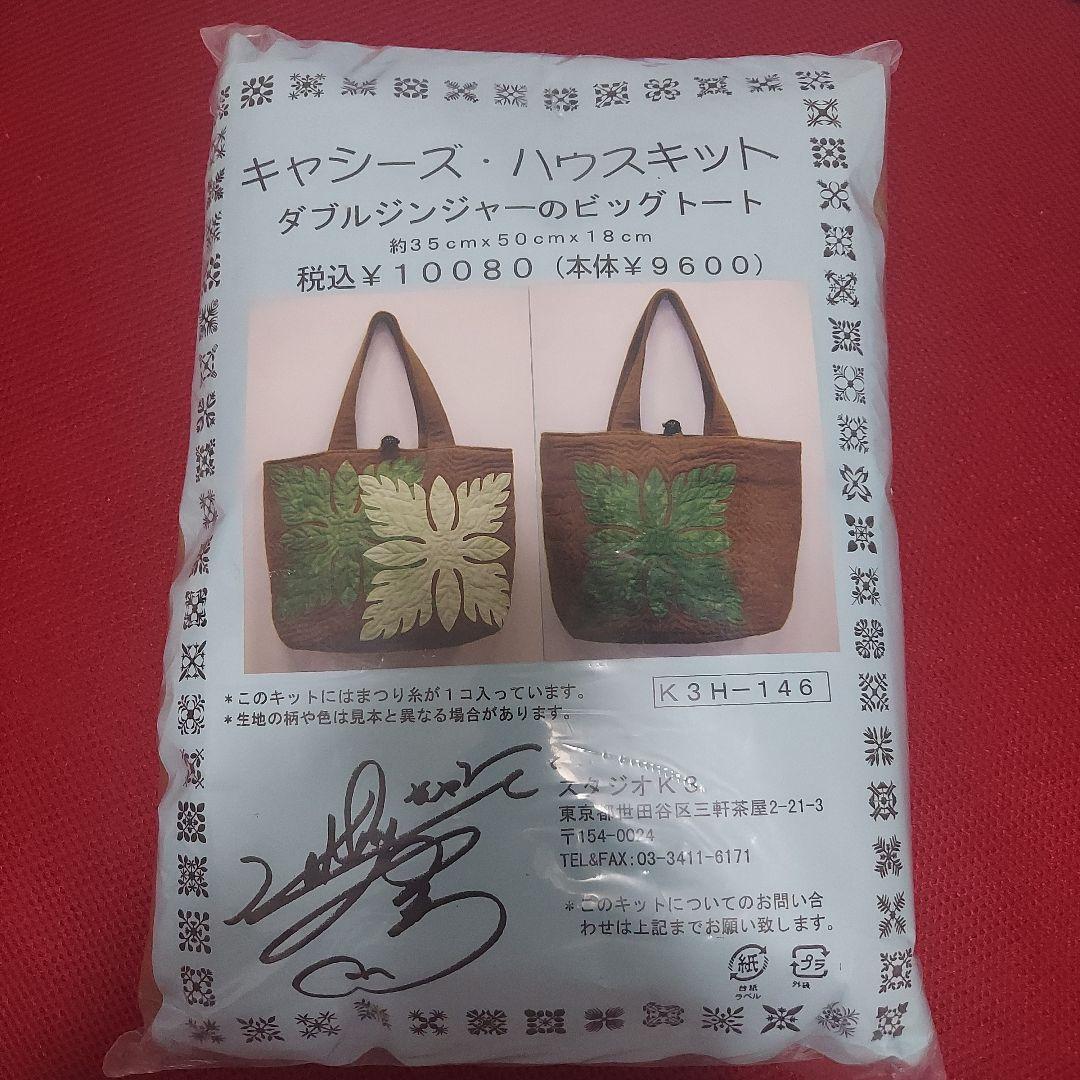 キャシーズ・ハウスキット
ダブルジンジャーのビッグトート
約35cmx50cmx18cm
税込¥10080(本体¥9600)
*このキットにはまつり糸が1コ入っています。
*生地の柄や色は見本と異なる場合があります。
K3H-146
スタジオK3
東京都世田谷区三軒茶屋2-21-3
〒154-0024
TEL&FAX:03-3411-6171
*このキットについてのお問い合
わせは上記までお願い致します。
紙
台紙
ラベル
プラ
外袋